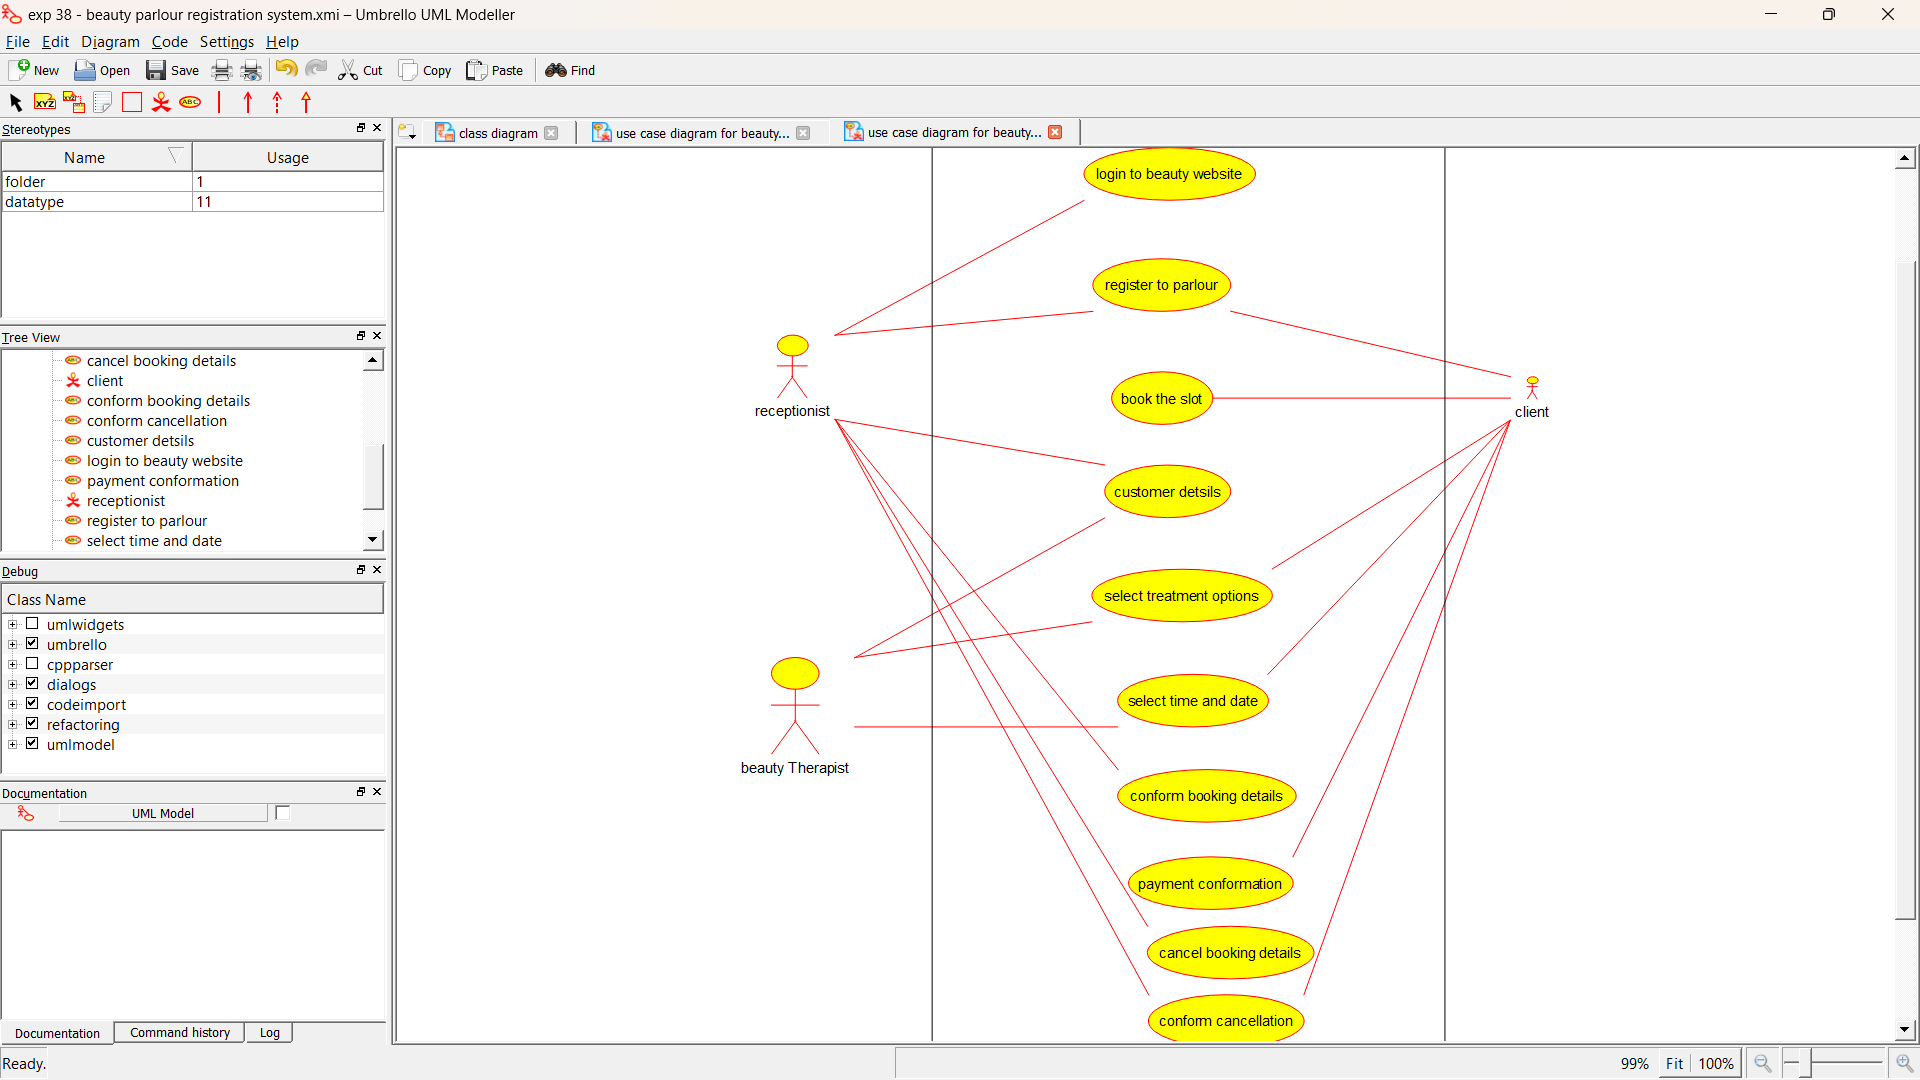 exp 38 - beauty parlour registration system.xmi – Umbrello UML Modeller
File Edit Diagram Code Settings Help
New Open Save Cut Copy Paste Find
XYZ XYZ ABC
Stereotypes
Name Usage
folder 1
datatype 11
Tree View
cancel booking details
client
conform booking details
conform cancellation
customer detsils
login to beauty website
payment conformation
receptionist
register to parlour
select time and date
Debug
Class Name
umlwidgets
umbrello
cppparser
dialogs
codeimport
refactoring
umlmodel
Documentation
UML Model
Documentation Command history Log
Ready.
class diagram use case diagram for beauty... use case diagram for beauty...
login to beauty website
register to parlour
receptionist
book the slot
client
customer detsils
select treatment options
select time and date
beauty Therapist
conform booking details
payment conformation
cancel booking details
conform cancellation
99% Fit 100%